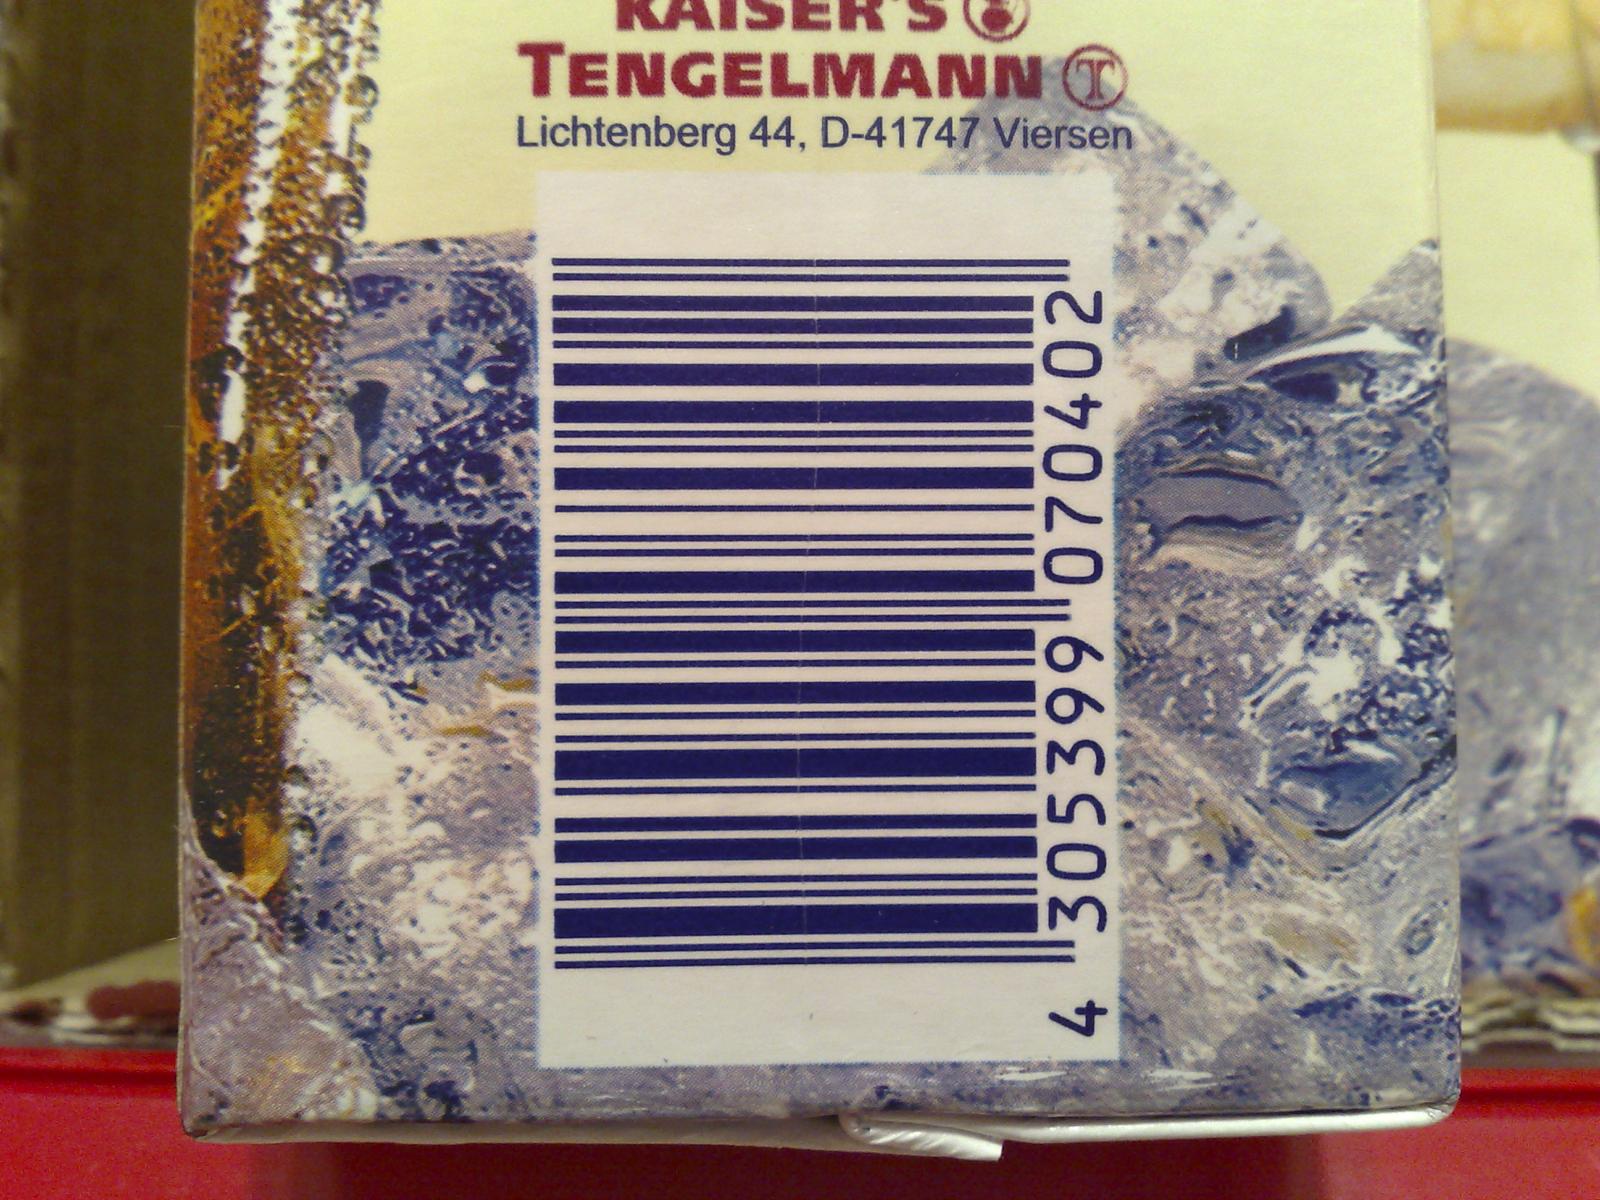 KAISER'S
TENGELMANN T
Lichtenberg 44, D-41747 Viersen
4 305399 070402